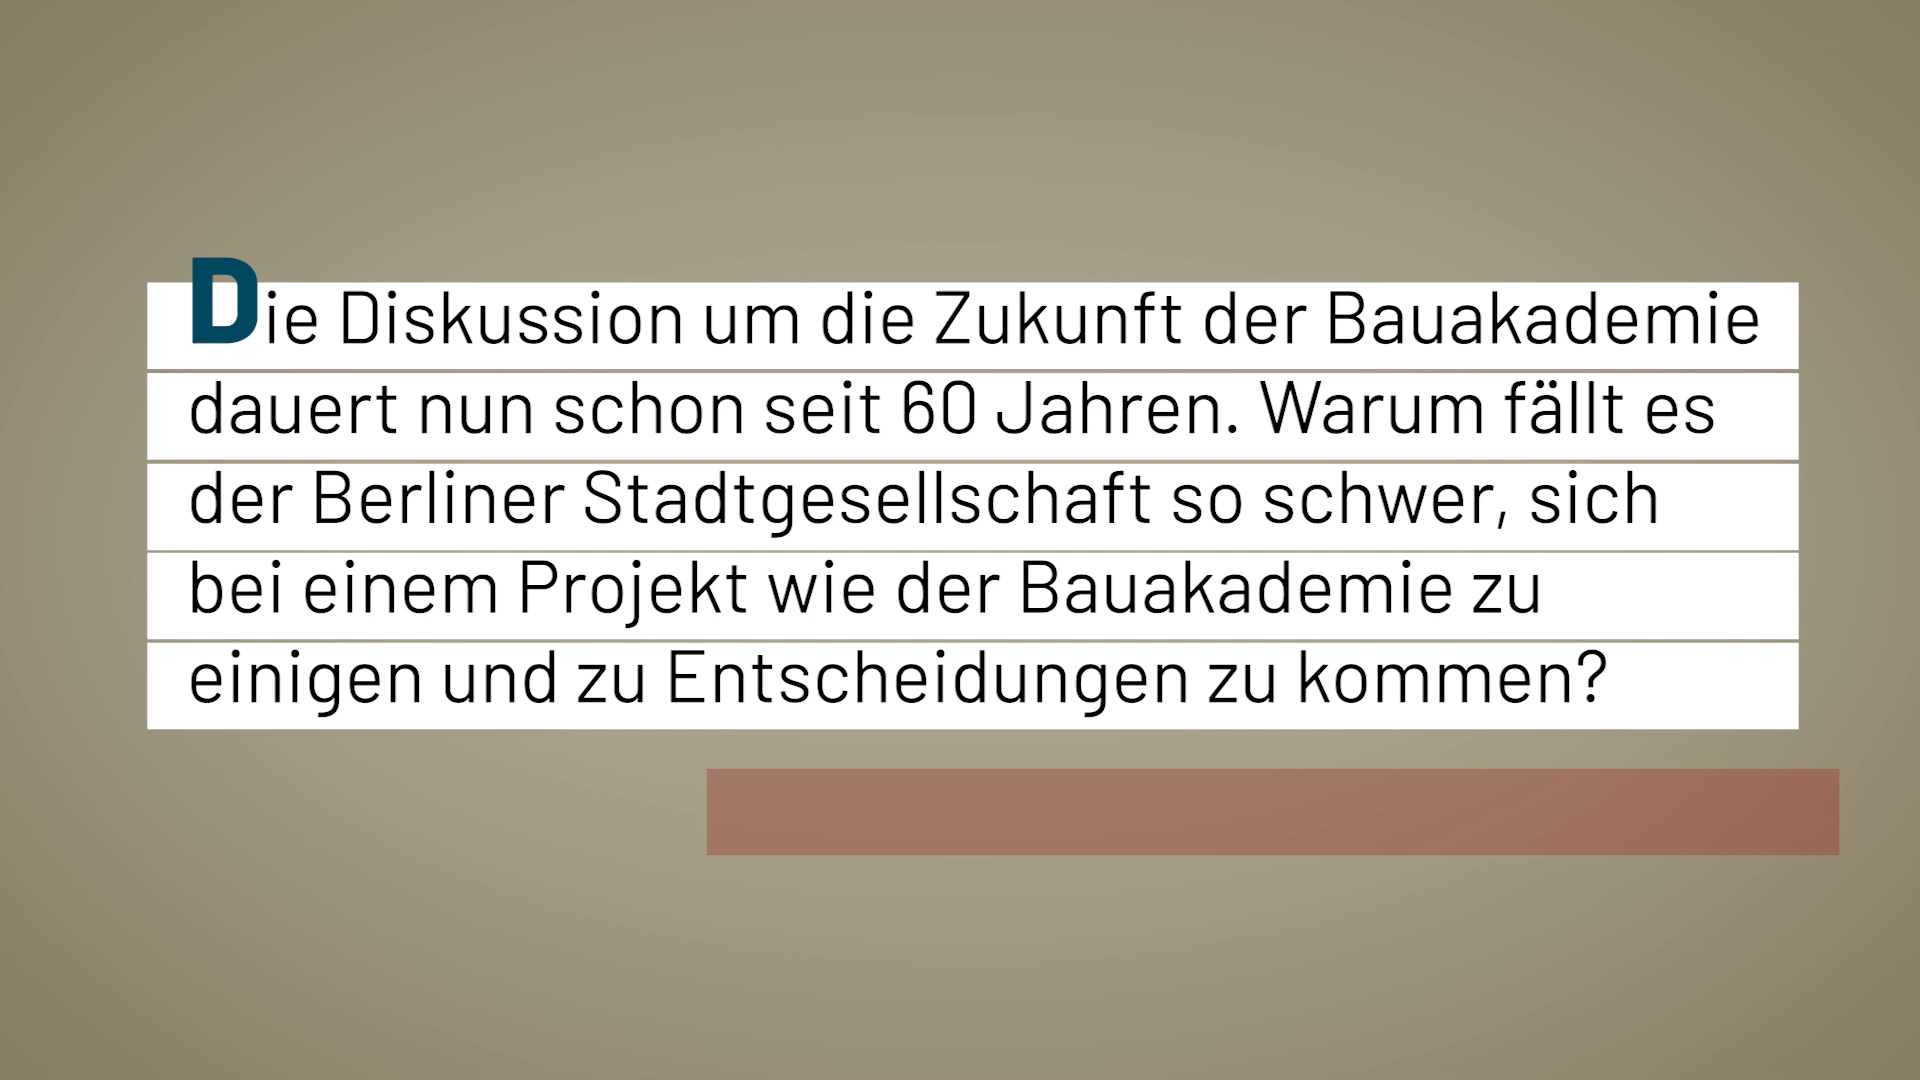 Die Diskussion um die Zukunft der Bauakademie
dauert nun schon seit 60 Jahren. Warum fällt es
der Berliner Stadtgesellschaft so schwer, sich
bei einem Projekt wie der Bauakademie zu
einigen und zu Entscheidungen zu kommen?